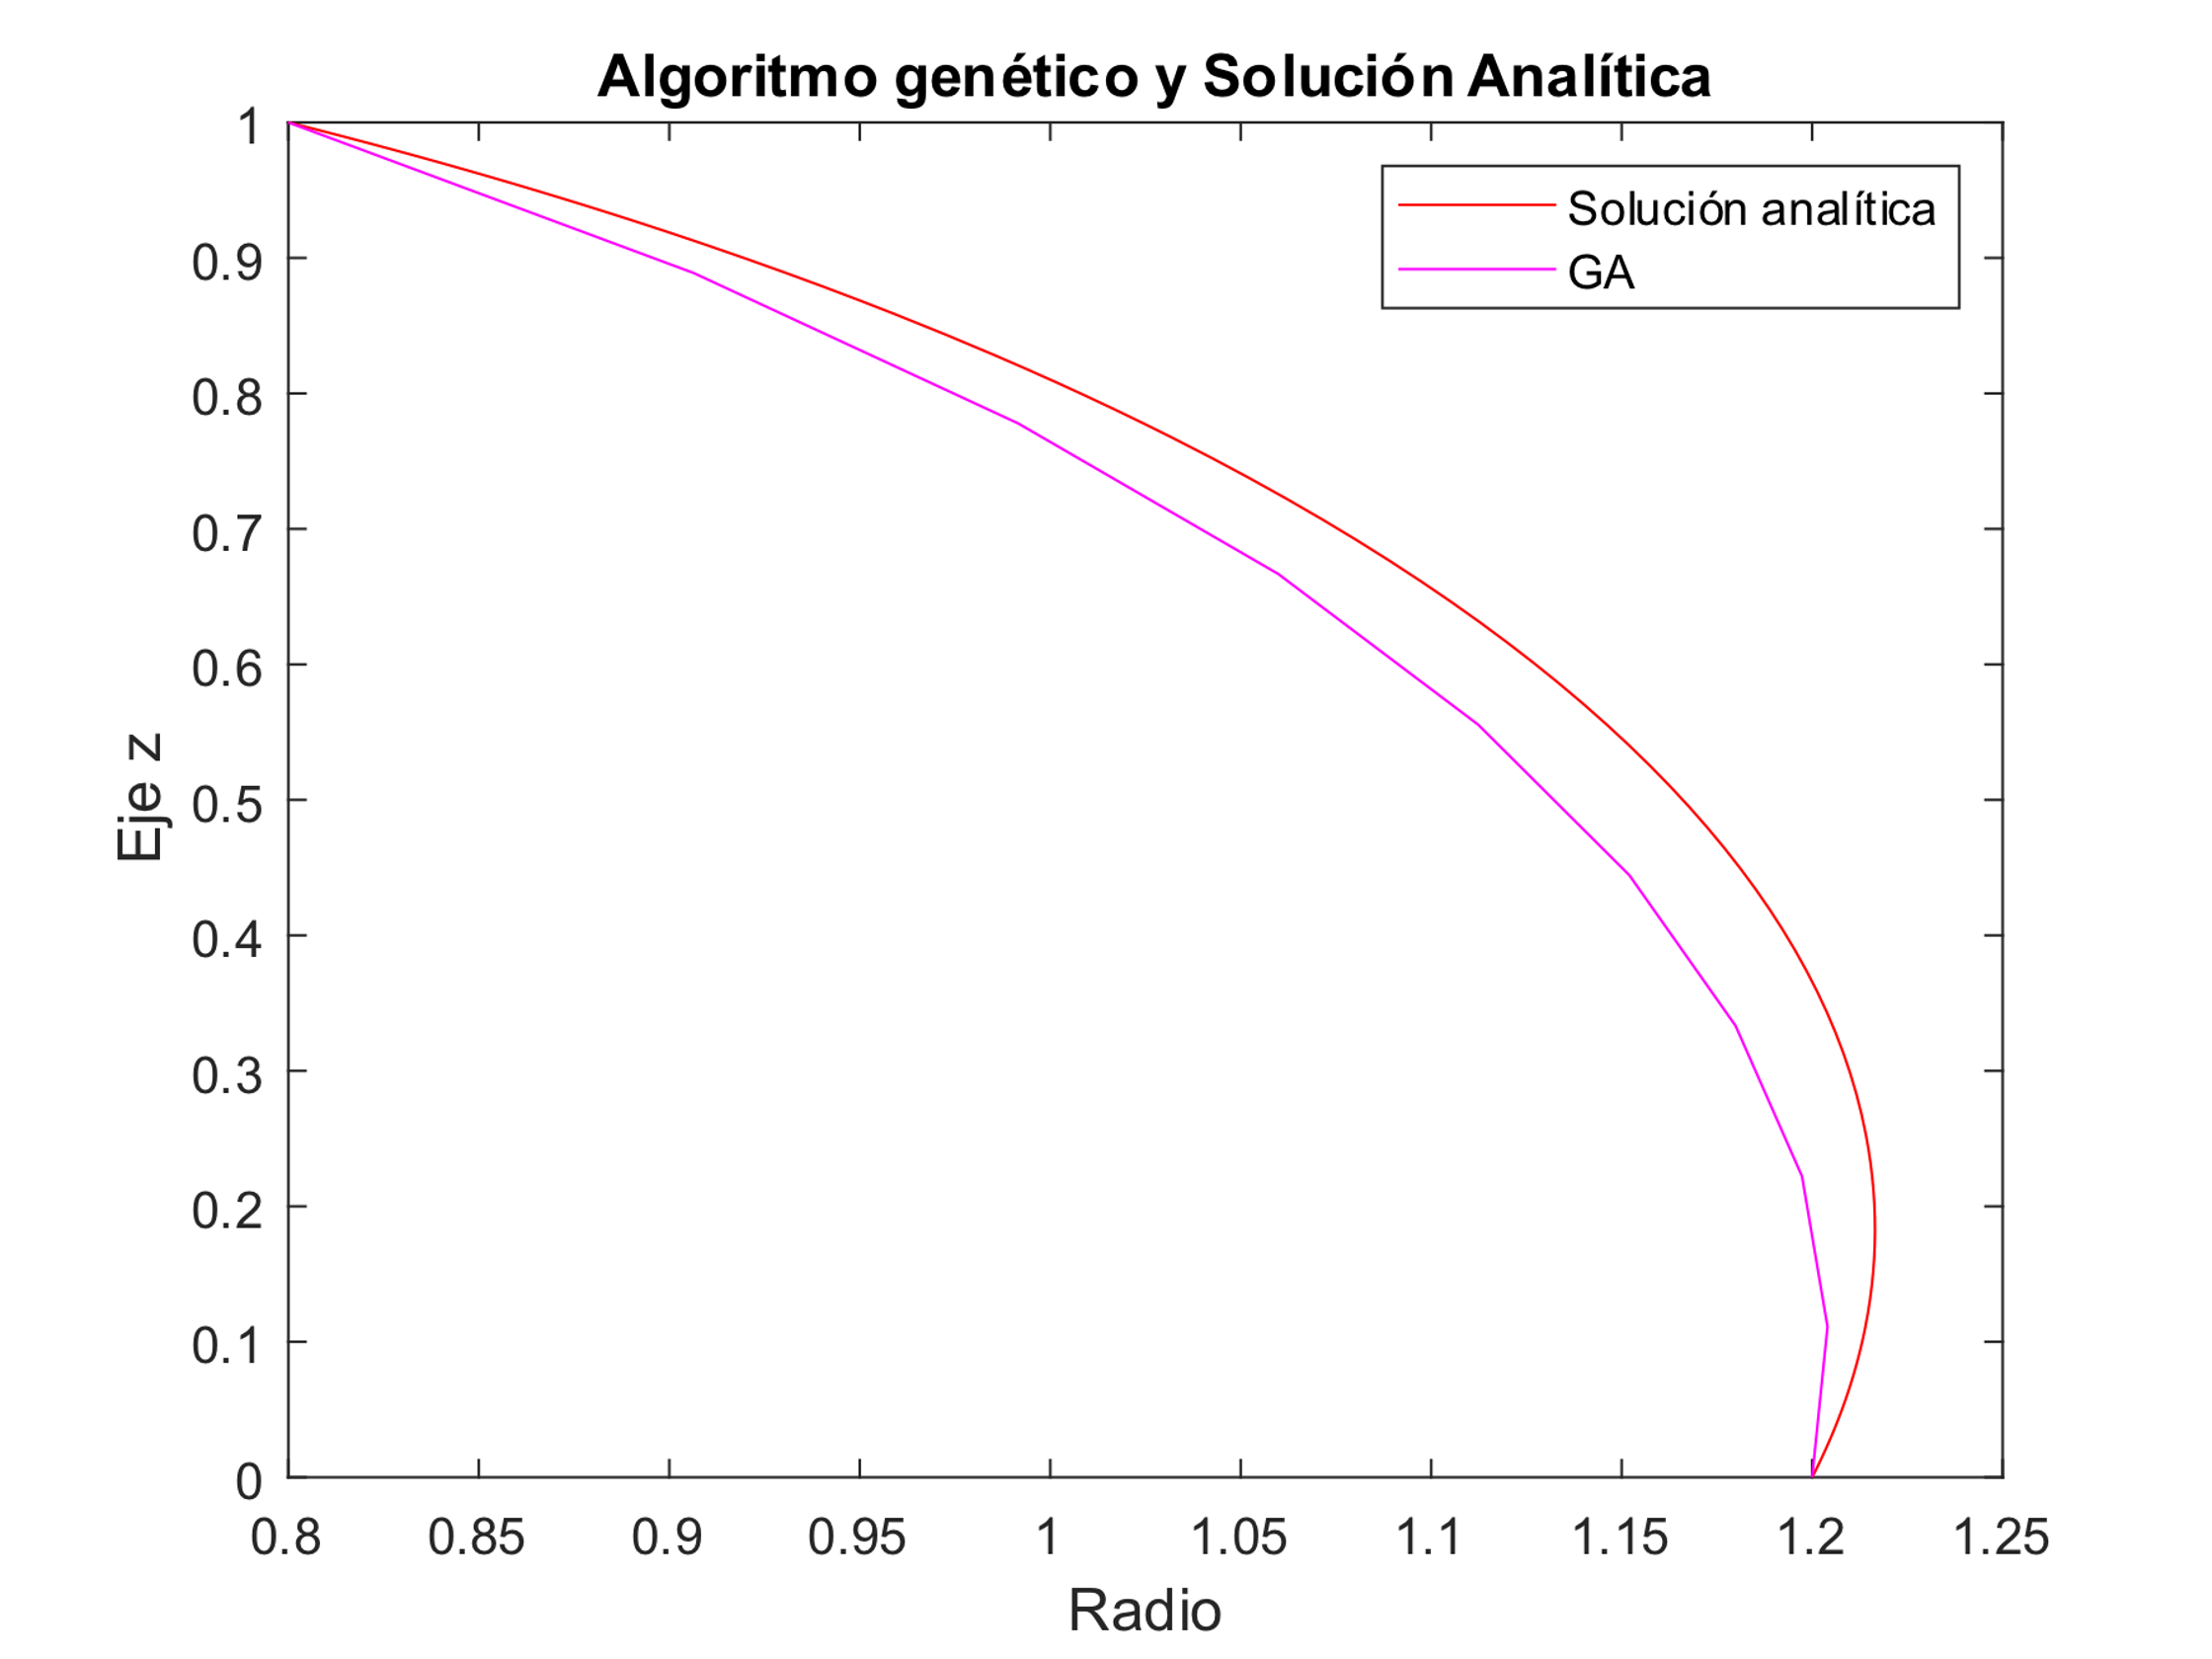 Algoritmo genético y Solución Analítica
1
0.9
0.8
0.7
0.6
0.5
0.4
0.3
0.2
0.1
0
Eje z
Solución analítica
GA
0.8 0.85 0.9 0.95 1 1.05 1.1 1.15 1.2 1.25
Radio